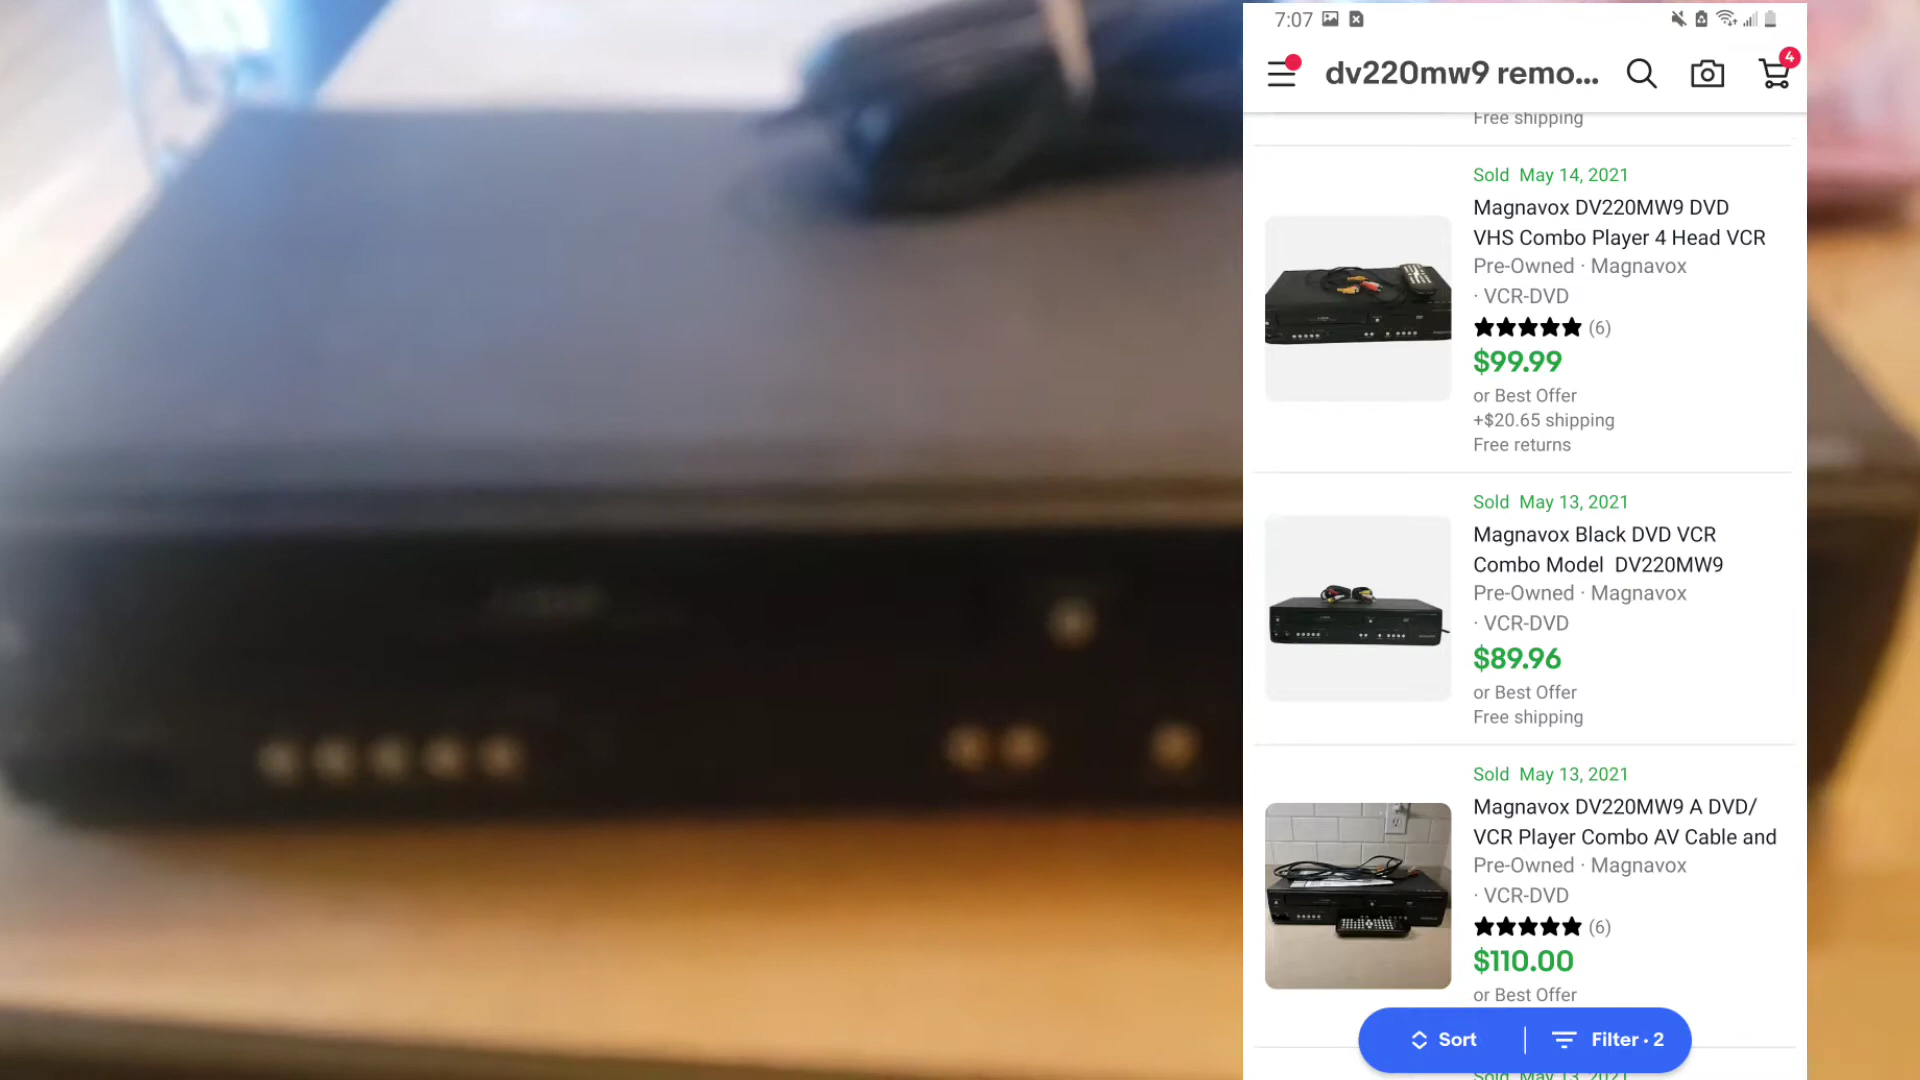 7:07
dv220mw9 remo...
4
Free shipping
Sold May 14, 2021
Magnavox DV220MW9 DVD
VHS Combo Player 4 Head VCR
Pre-Owned · Magnavox
· VCR-DVD
(6)
$99.99
or Best Offer
+$20.65 shipping
Free returns
Sold May 13, 2021
Magnavox Black DVD VCR
Combo Model DV220MW9
Pre-Owned · Magnavox
· VCR-DVD
$89.96
or Best Offer
Free shipping
Sold May 13, 2021
Magnavox DV220MW9 A DVD/
VCR Player Combo AV Cable and
Pre-Owned · Magnavox
· VCR-DVD
(6)
$110.00
or Best Offer
Sort
Filter · 2
Sold May 13, 2021